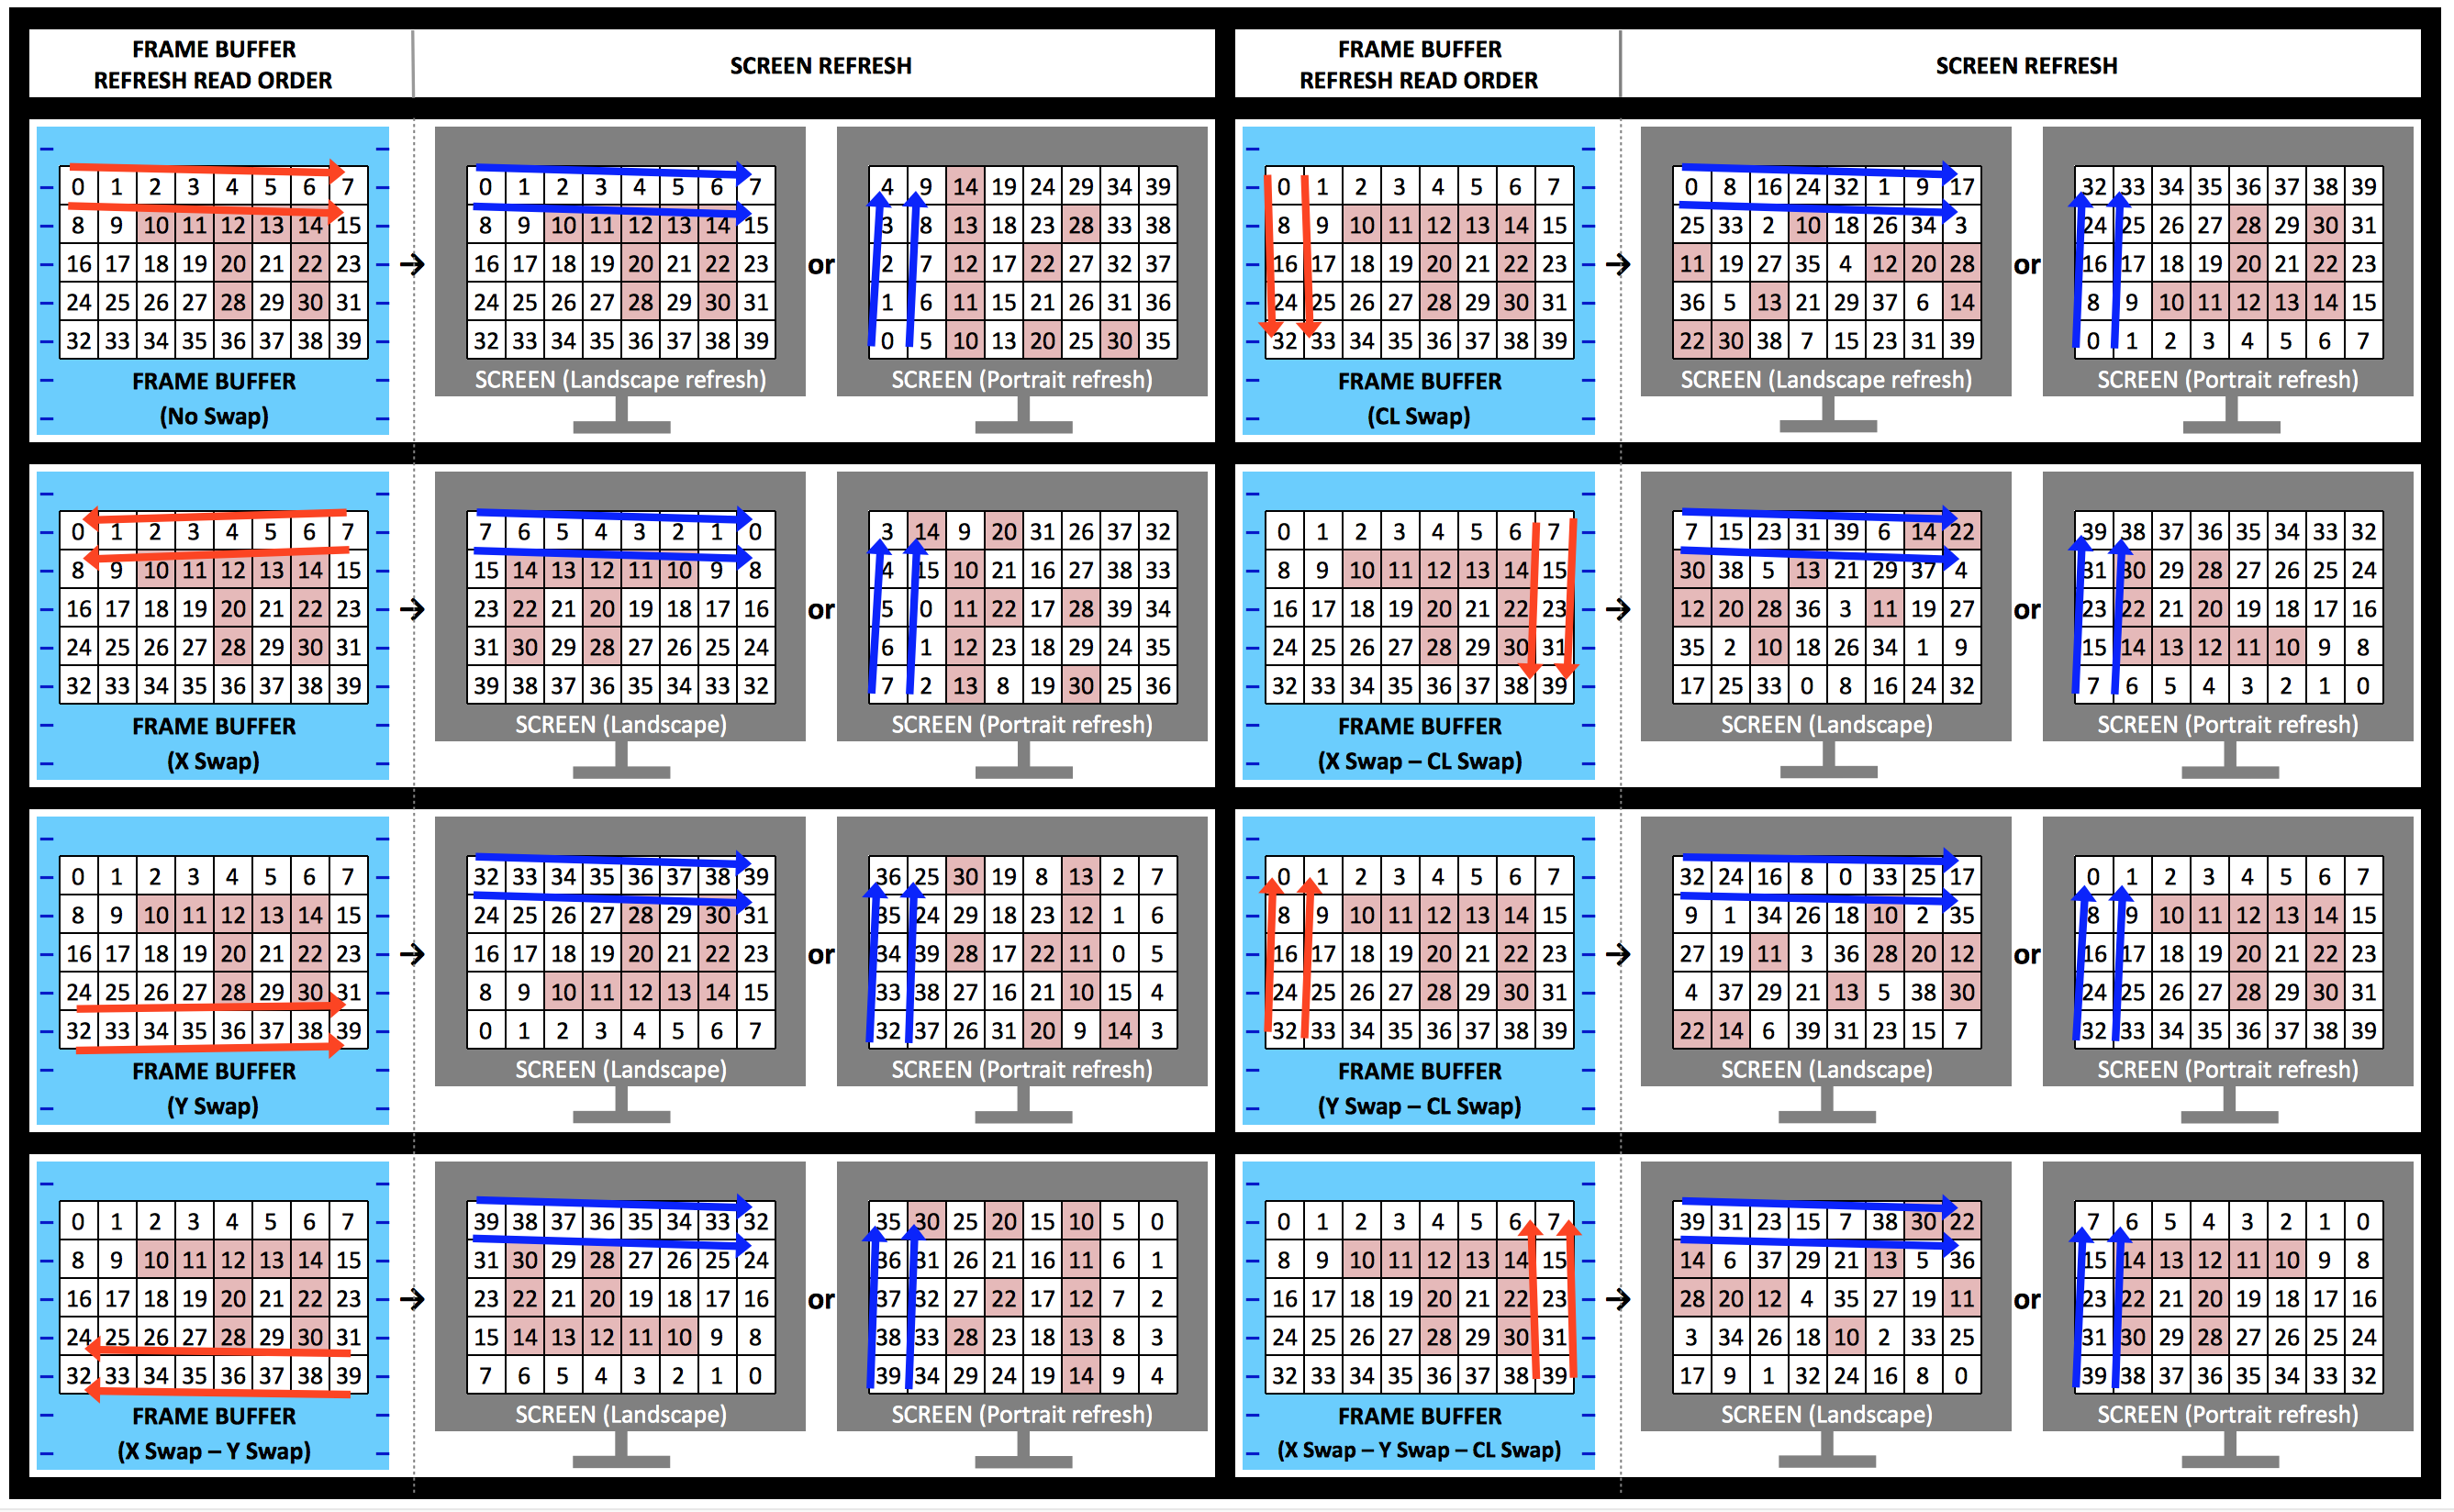 FRAME BUFFER
REFRESH READ ORDER
SCREEN REFRESH
FRAME BUFFER
REFRESH READ ORDER
SCREEN REFRESH
0 1 2 3 4 5 6 7
8 9 10 11 12 13 14 15
16 17 18 19 20 21 22 23
24 25 26 27 28 29 30 31
32 33 34 35 36 37 38 39
FRAME BUFFER
(No Swap)
→
0 1 2 3 4 5 6 7
8 9 10 11 12 13 14 15
16 17 18 19 20 21 22 23
24 25 26 27 28 29 30 31
32 33 34 35 36 37 38 39
SCREEN (Landscape refresh)
or
4 9 14 19 24 29 34 39
3 8 13 18 23 28 33 38
2 7 12 17 22 27 32 37
1 6 11 15 21 26 31 36
0 5 10 13 20 25 30 35
SCREEN (Portrait refresh)
0 1 2 3 4 5 6 7
8 9 10 11 12 13 14 15
16 17 18 19 20 21 22 23
24 25 26 27 28 29 30 31
32 33 34 35 36 37 38 39
FRAME BUFFER
(CL Swap)
→
0 8 16 24 32 1 9 17
25 33 2 10 18 26 34 3
11 19 27 35 4 12 20 28
36 5 13 21 29 37 6 14
22 30 38 7 15 23 31 39
SCREEN (Landscape refresh)
or
32 33 34 35 36 37 38 39
24 25 26 27 28 29 30 31
16 17 18 19 20 21 22 23
8 9 10 11 12 13 14 15
0 1 2 3 4 5 6 7
SCREEN (Portrait refresh)
0 1 2 3 4 5 6 7
8 9 10 11 12 13 14 15
16 17 18 19 20 21 22 23
24 25 26 27 28 29 30 31
32 33 34 35 36 37 38 39
FRAME BUFFER
(X Swap)
→
7 6 5 4 3 2 1 0
15 14 13 12 11 10 9 8
23 22 21 20 19 18 17 16
31 30 29 28 27 26 25 24
39 38 37 36 35 34 33 32
SCREEN (Landscape)
or
3 14 9 20 31 26 37 32
4 15 10 21 16 27 38 33
5 0 11 22 17 28 39 34
6 1 12 23 18 29 24 35
7 2 13 8 19 30 25 36
SCREEN (Portrait refresh)
0 1 2 3 4 5 6 7
8 9 10 11 12 13 14 15
16 17 18 19 20 21 22 23
24 25 26 27 28 29 30 31
32 33 34 35 36 37 38 39
FRAME BUFFER
(X Swap – CL Swap)
→
7 15 23 31 39 6 14 22
30 38 5 13 21 29 37 4
12 20 28 36 3 11 19 27
35 2 10 18 26 34 1 9
17 25 33 0 8 16 24 32
SCREEN (Landscape)
or
39 38 37 36 35 34 33 32
31 30 29 28 27 26 25 24
23 22 21 20 19 18 17 16
15 14 13 12 11 10 9 8
7 6 5 4 3 2 1 0
SCREEN (Portrait refresh)
0 1 2 3 4 5 6 7
8 9 10 11 12 13 14 15
16 17 18 19 20 21 22 23
24 25 26 27 28 29 30 31
32 33 34 35 36 37 38 39
FRAME BUFFER
(Y Swap)
→
32 33 34 35 36 37 38 39
24 25 26 27 28 29 30 31
16 17 18 19 20 21 22 23
8 9 10 11 12 13 14 15
0 1 2 3 4 5 6 7
SCREEN (Landscape)
or
36 25 30 19 8 13 2 7
35 24 29 18 23 12 1 6
34 39 28 17 22 11 0 5
33 38 27 16 21 10 15 4
32 37 26 31 20 9 14 3
SCREEN (Portrait refresh)
0 1 2 3 4 5 6 7
8 9 10 11 12 13 14 15
16 17 18 19 20 21 22 23
24 25 26 27 28 29 30 31
32 33 34 35 36 37 38 39
FRAME BUFFER
(Y Swap – CL Swap)
→
32 24 16 8 0 33 25 17
9 1 34 26 18 10 2 35
27 19 11 3 36 28 20 12
4 37 29 21 13 5 38 30
22 14 6 39 31 23 15 7
SCREEN (Landscape)
or
0 1 2 3 4 5 6 7
8 9 10 11 12 13 14 15
16 17 18 19 20 21 22 23
24 25 26 27 28 29 30 31
32 33 34 35 36 37 38 39
SCREEN (Portrait refresh)
0 1 2 3 4 5 6 7
8 9 10 11 12 13 14 15
16 17 18 19 20 21 22 23
24 25 26 27 28 29 30 31
32 33 34 35 36 37 38 39
FRAME BUFFER
(X Swap – Y Swap)
→
39 38 37 36 35 34 33 32
31 30 29 28 27 26 25 24
23 22 21 20 19 18 17 16
15 14 13 12 11 10 9 8
7 6 5 4 3 2 1 0
SCREEN (Landscape)
or
35 30 25 20 15 10 5 0
36 31 26 21 16 11 6 1
37 32 27 22 17 12 7 2
38 33 28 23 18 13 8 3
39 34 29 24 19 14 9 4
SCREEN (Portrait refresh)
0 1 2 3 4 5 6 7
8 9 10 11 12 13 14 15
16 17 18 19 20 21 22 23
24 25 26 27 28 29 30 31
32 33 34 35 36 37 38 39
FRAME BUFFER
(X Swap – Y Swap – CL Swap)
→
39 31 23 15 7 38 30 22
14 6 37 29 21 13 5 36
28 20 12 4 35 27 19 11
3 34 26 18 10 2 33 25
17 9 1 32 24 16 8 0
SCREEN (Landscape)
or
7 6 5 4 3 2 1 0
15 14 13 12 11 10 9 8
23 22 21 20 19 18 17 16
31 30 29 28 27 26 25 24
39 38 37 36 35 34 33 32
SCREEN (Portrait refresh)